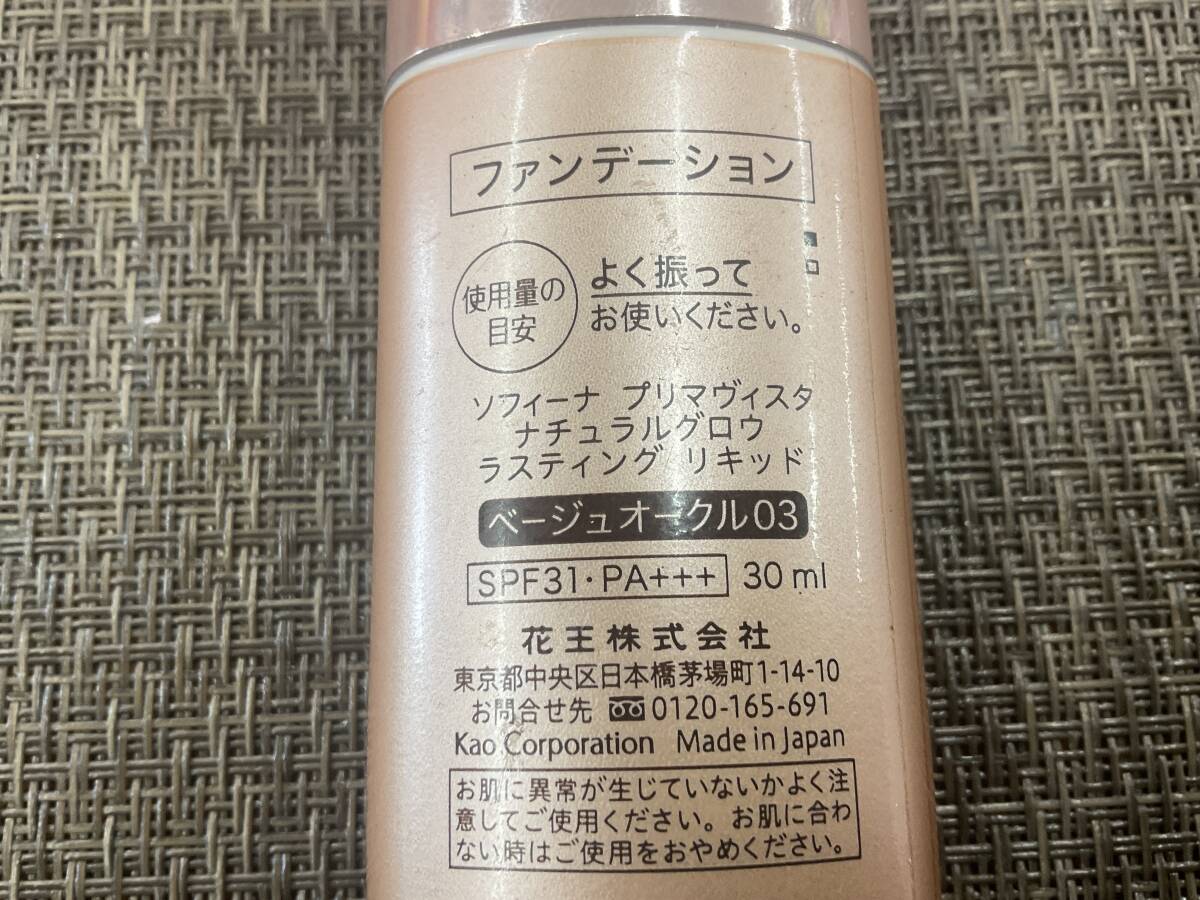 ファンデーション
使用量の
目安
よく振って
お使いください。
ソフィーナ プリマヴィスタ
ナチュラルグロウ
ラスティング リキッド
ベージュオークル03
SPF31・PA+++ 30 ml
花王株式会社
東京都中央区日本橋茅場町1-14-10
お問合せ先 0120-165-691
Kao Corporation Made in Japan
お肌に異常が生じていないかよく注
意してご使用ください。お肌に合わ
ない時はご使用をおやめください。